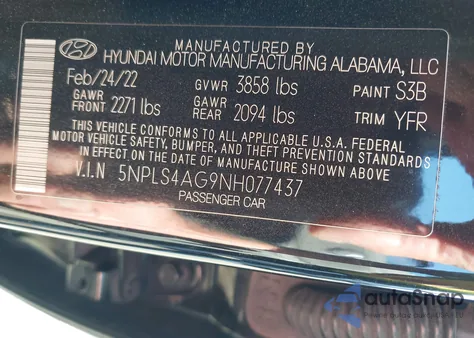 MANUFACTURED BY
HYUNDAI MOTOR MANUFACTURING ALABAMA, LLC
Feb/24/22 GVWR 3858 lbs PAINT S3B
GAWR FRONT 2271 lbs GAWR REAR 2094 lbs TRIM YFR
THIS VEHICLE CONFORMS TO ALL APPLICABLE U.S.A. FEDERAL
MOTOR VEHICLE SAFETY, BUMPER, AND THEFT PREVENTION STANDARDS
IN EFFECT ON THE DATE OF MANUFACTURE SHOWN ABOVE
V.I.N 5NPLS4AG9NH077437
PASSENGER CAR
autoSnap